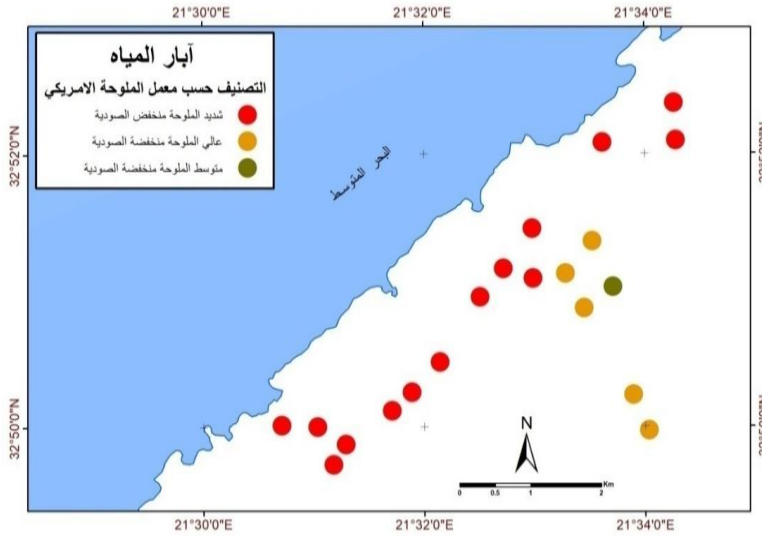 21°30'0"E 21°32'0"E 21°34'0"E
آبار المياه
التصنيف حسب معمل الملوحة الامريكي
شديد الملوحة منخفض الصودية
عالي الملوحة منخفضة الصودية
متوسط الملوحة منخفضة الصودية
32°52'0"N
البحر المتوسط
32°50'0"N
N
Km
0 0.5 1 2
21°30'0"E 21°32'0"E 21°34'0"E